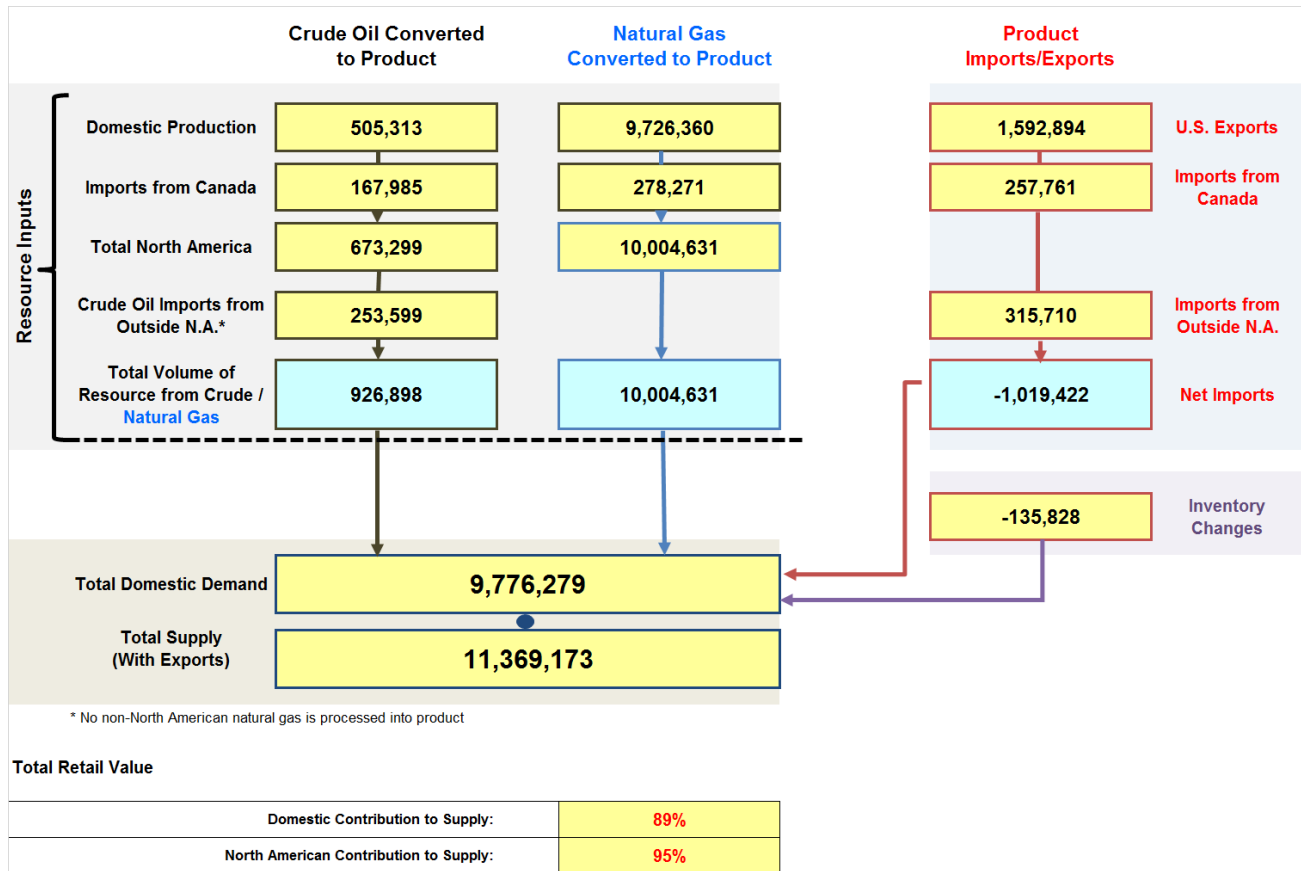 Crude Oil Converted
to Product
Natural Gas
Converted to Product
Product
Imports/Exports
Resource Inputs
Domestic Production
505,313
9,726,360
1,592,894
U.S. Exports
Imports from Canada
167,985
278,271
257,761
Imports from
Canada
Total North America
673,299
10,004,631
Crude Oil Imports from
Outside N.A.*
253,599
315,710
Imports from
Outside N.A.
Total Volume of
Resource from Crude /
Natural Gas
926,898
10,004,631
-1,019,422
Net Imports
-135,828
Inventory
Changes
Total Domestic Demand
9,776,279
Total Supply
(With Exports)
11,369,173
* No non-North American natural gas is processed into product
Total Retail Value
Domestic Contribution to Supply:
89%
North American Contribution to Supply:
95%